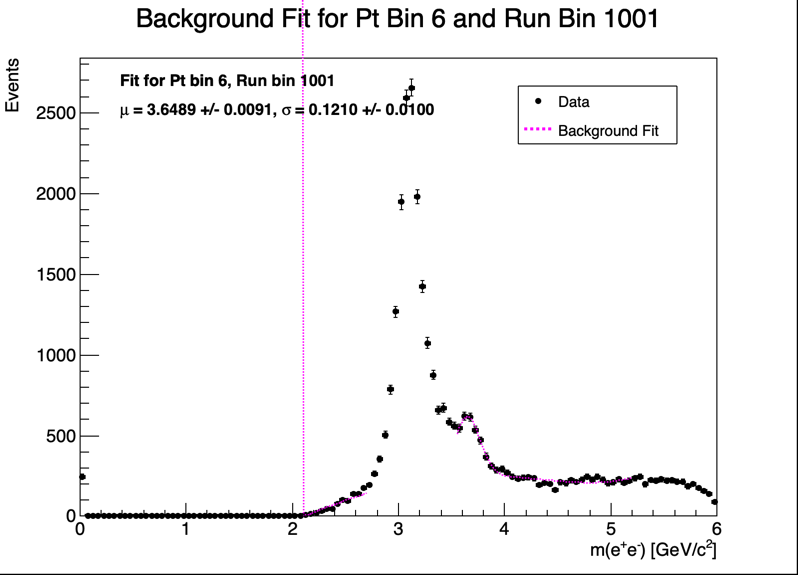 Background Fit for Pt Bin 6 and Run Bin 1001
Events
Fit for Pt bin 6, Run bin 1001
μ = 3.6489 +/- 0.0091, σ = 0.1210 +/- 0.0100
Data
Background Fit
2500
2000
1500
1000
500
0
0 1 2 3 4 5 6
m(e⁺e⁻) [GeV/c²]